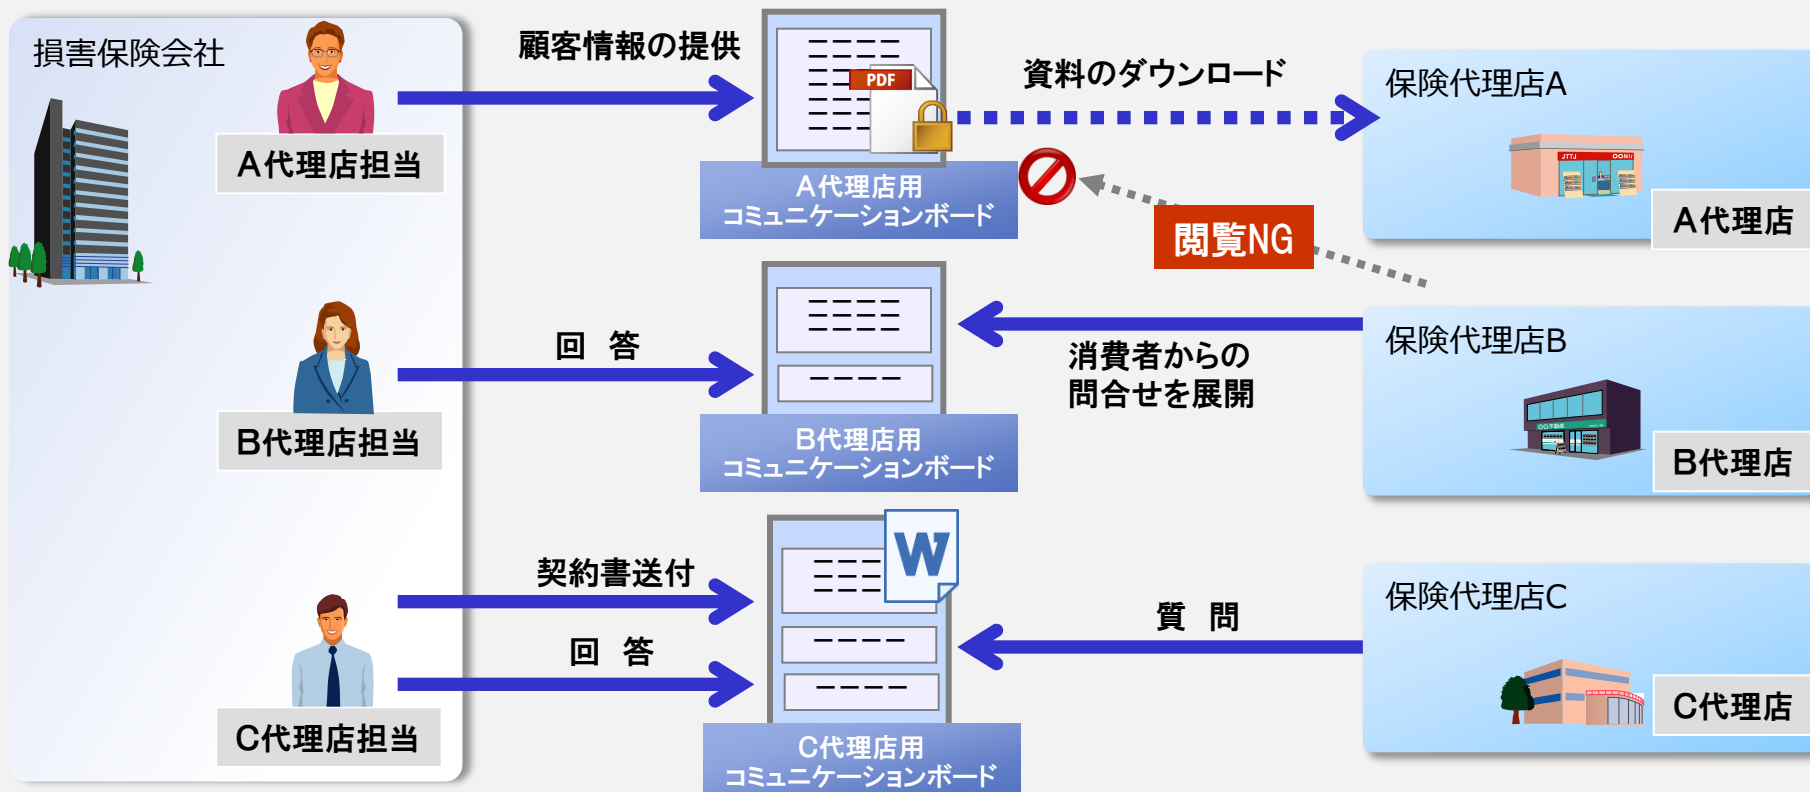 損害保険会社
A代理店担当
顧客情報の提供
PDF
A代理店用
コミュニケーションボード
資料のダウンロード
保険代理店A
JTTJ
A代理店
閲覧NG
B代理店担当
回 答
B代理店用
コミュニケーションボード
消費者からの
問合せを展開
保険代理店B
〇〇不動産
B代理店
C代理店担当
契約書送付
回 答
W
C代理店用
コミュニケーションボード
質 問
保険代理店C
C代理店